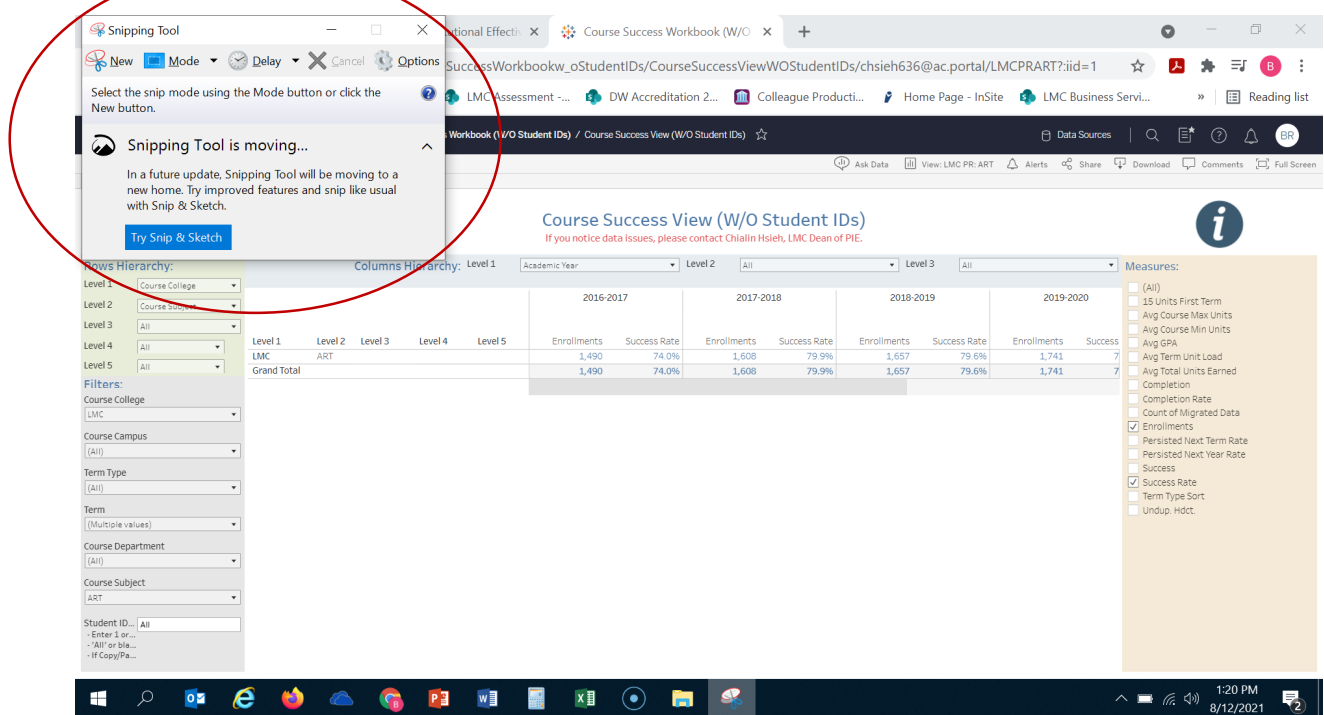 Snipping Tool
New Mode Delay Cancel Options
Select the snip mode using the Mode button or click the
New button.
Snipping Tool is moving...
In a future update, Snipping Tool will be moving to a
new home. Try improved features and snip like usual
with Snip & Sketch.
Try Snip & Sketch
utional Effectiv
Course Success Workbook (W/O
SuccessWorkbookw_oStudentIDs/CourseSuccessViewWOStudentIDs/chsieh636@ac.portal/LMCPRART?:iid=1
B
LMC Assessment -...
DW Accreditation 2...
Colleague Producti...
Home Page - InSite
LMC Business Servi...
»
Reading list
Workbook (W/O Student IDs) / Course Success View (W/O Student IDs)
Data Sources
BR
Ask Data
View: LMC PR: ART
Alerts
Share
Download
Comments
Full Screen
Course Success View (W/O Student IDs)
If you notice data issues, please contact Chialin Hsieh, LMC Dean of PIE.
i
Rows Hierarchy:
Level 1 Course College
Level 2 Course Subject
Level 3 All
Level 4 All
Level 5 All
Columns Hierarchy: Level 1 Academic Year Level 2 All Level 3 All
2016-2017 2017-2018 2018-2019 2019-2020
Level 1 Level 2 Level 3 Level 4 Level 5 Enrollments Success Rate Enrollments Success Rate Enrollments Success Rate Enrollments Success
LMC ART 1,490 74.0% 1,608 79.9% 1,657 79.6% 1,741 7
Grand Total 1,490 74.0% 1,608 79.9% 1,657 79.6% 1,741 7
Filters:
Course College
LMC
Course Campus
(All)
Term Type
(All)
Term
(Multiple values)
Course Department
(All)
Course Subject
ART
Student ID... All
- Enter 1 or...
- 'All' or bla...
- If Copy/Pa...
Measures:
(All)
15 Units First Term
Avg Course Max Units
Avg Course Min Units
Avg GPA
Avg Term Unit Load
Avg Total Units Earned
Completion
Completion Rate
Count of Migrated Data
Enrollments
Persisted Next Term Rate
Persisted Next Year Rate
Success
Success Rate
Term Type Sort
Undup. Hdct.
1:20 PM
8/12/2021
2